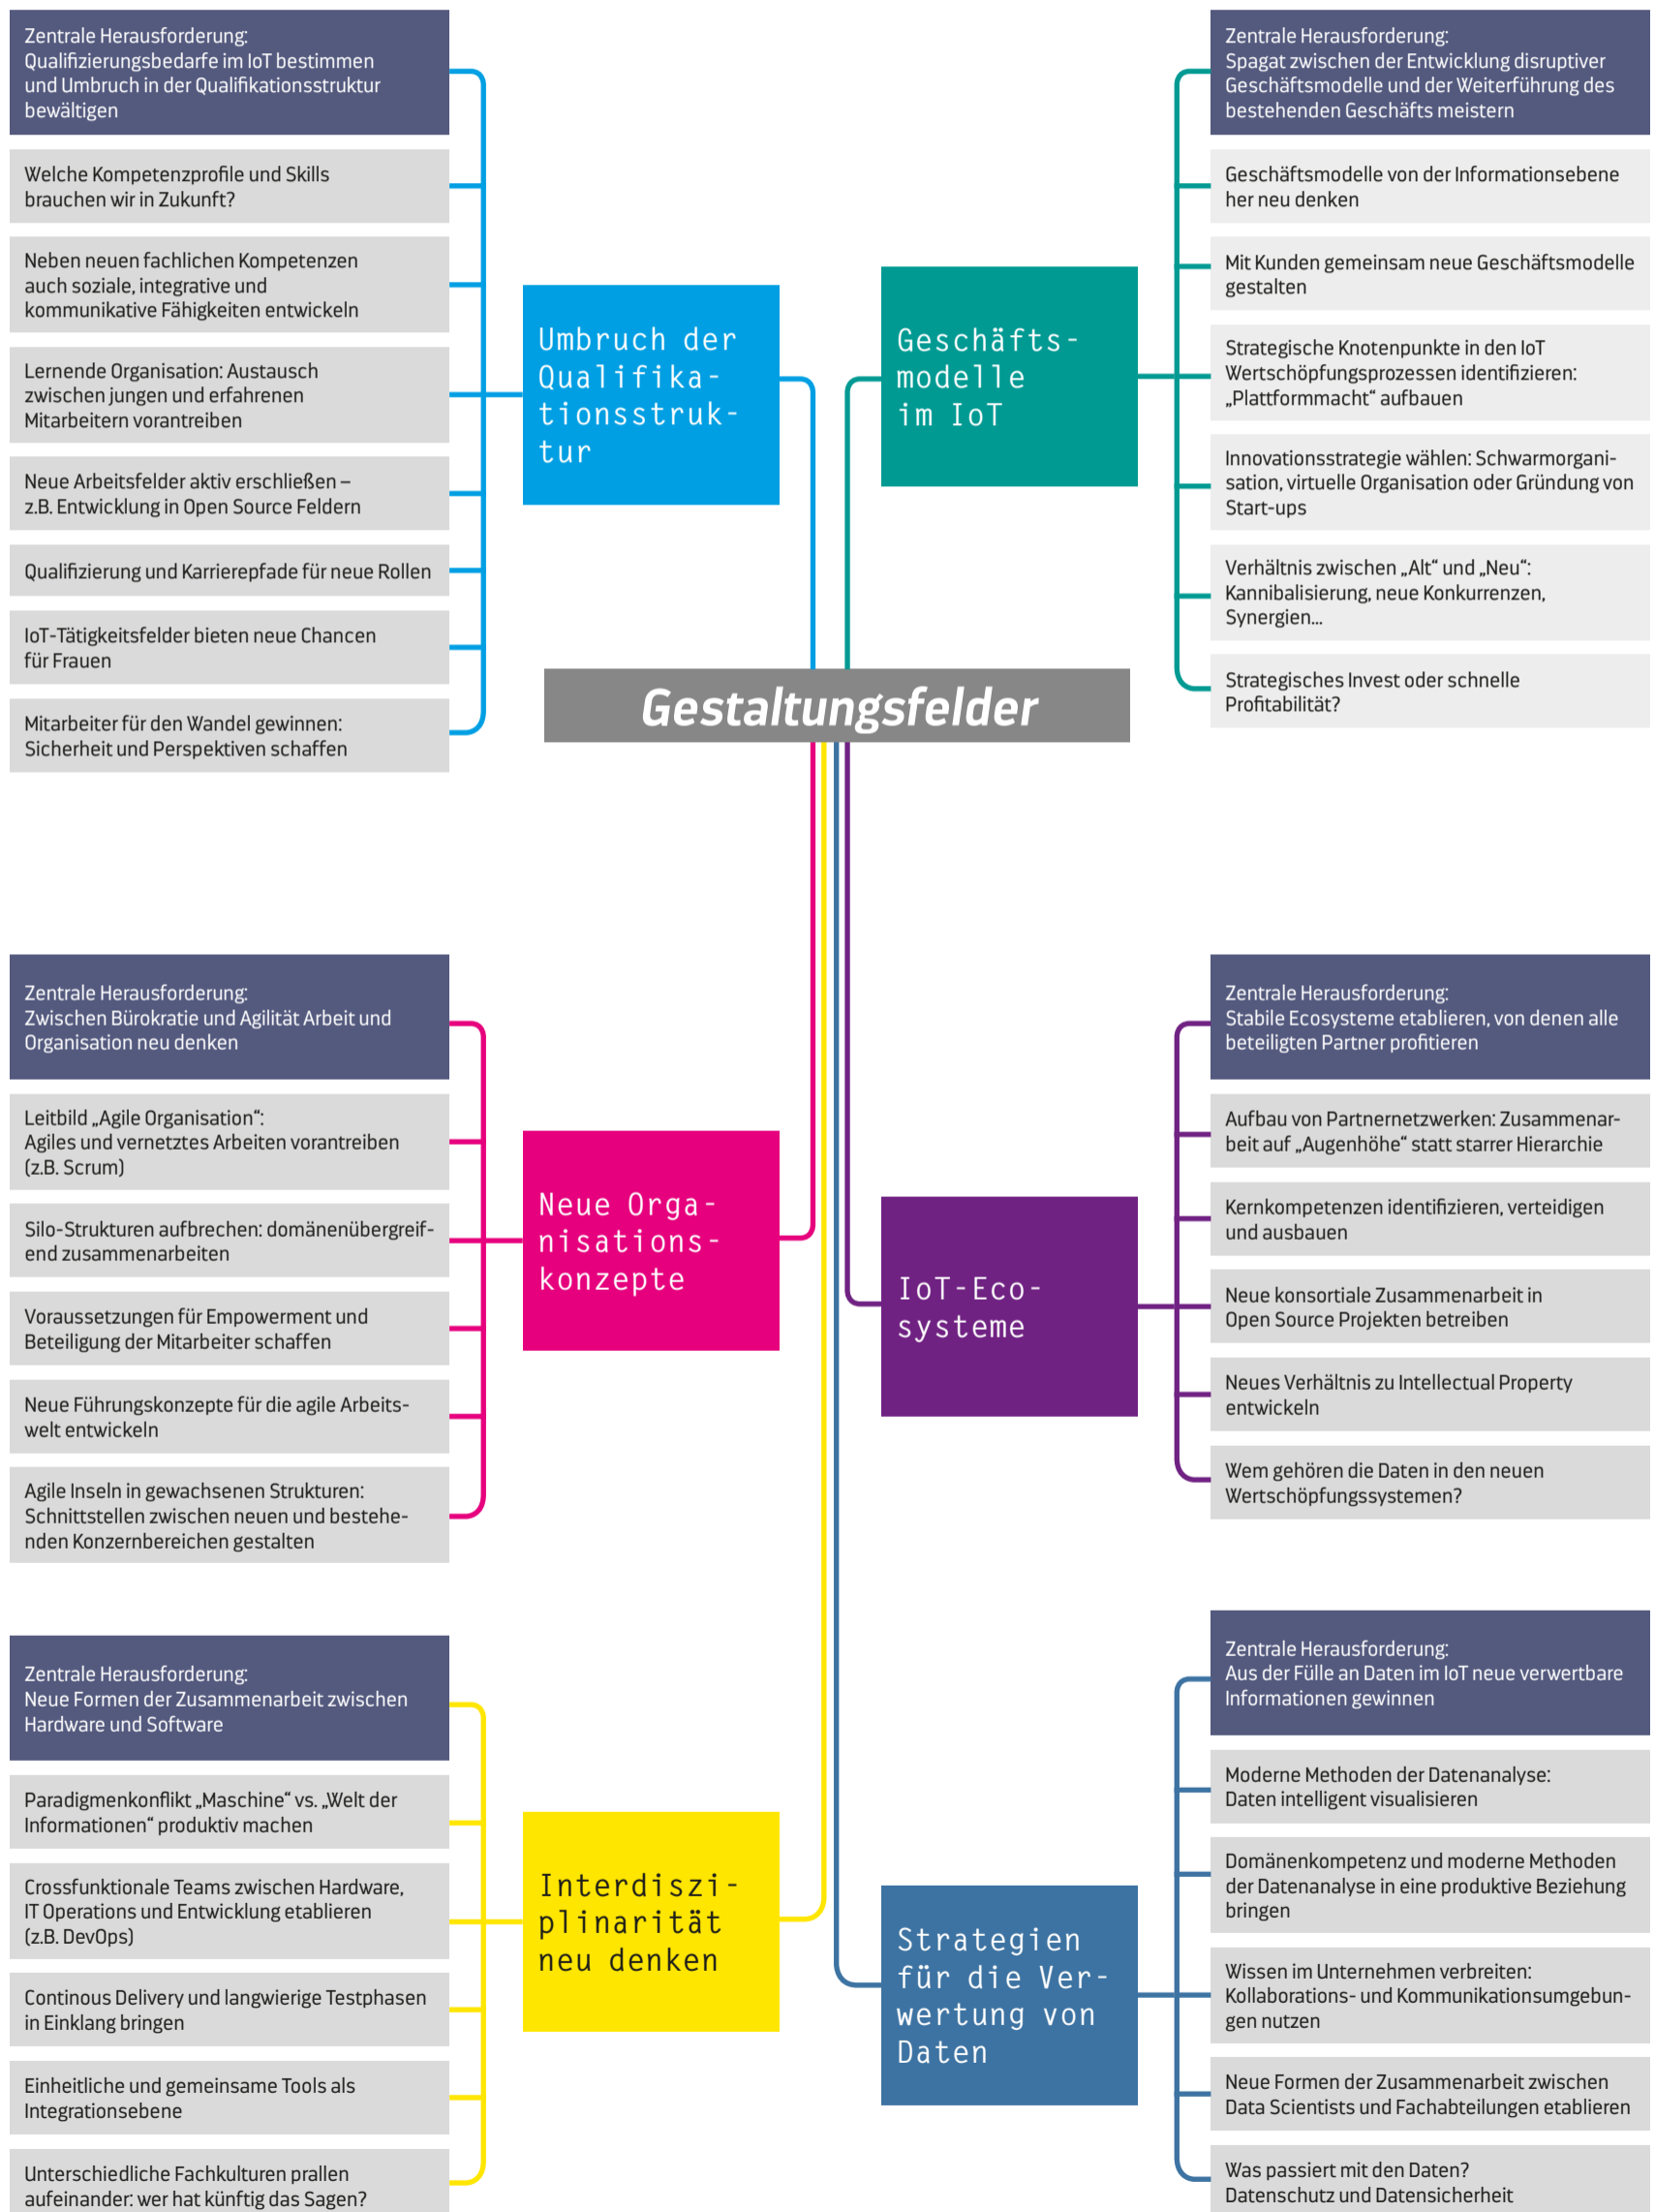 Zentrale Herausforderung:
Qualifizierungsbedarfe im IoT bestimmen
und Umbruch in der Qualifikationsstruktur
bewältigen
Welche Kompetenzprofile und Skills
brauchen wir in Zukunft?
Neben neuen fachlichen Kompetenzen
auch soziale, integrative und
kommunikative Fähigkeiten entwickeln
Lernende Organisation: Austausch
zwischen jungen und erfahrenen
Mitarbeitern vorantreiben
Neue Arbeitsfelder aktiv erschließen –
z.B. Entwicklung in Open Source Feldern
Qualifizierung und Karrierepfade für neue Rollen
IoT-Tätigkeitsfelder bieten neue Chancen
für Frauen
Mitarbeiter für den Wandel gewinnen:
Sicherheit und Perspektiven schaffen
Umbruch der
Qualifika-
tionsstruk-
tur
Geschäfts-
modelle
im IoT
Zentrale Herausforderung:
Spagat zwischen der Entwicklung disruptiver
Geschäftsmodelle und der Weiterführung des
bestehenden Geschäfts meistern
Geschäftsmodelle von der Informationsebene
her neu denken
Mit Kunden gemeinsam neue Geschäftsmodelle
gestalten
Strategische Knotenpunkte in den IoT
Wertschöpfungsprozessen identifizieren:
„Plattformmacht“ aufbauen
Innovationsstrategie wählen: Schwarmorgani-
sation, virtuelle Organisation oder Gründung von
Start-ups
Verhältnis zwischen „Alt“ und „Neu“:
Kannibalisierung, neue Konkurrenzen,
Synergien...
Strategisches Invest oder schnelle
Profitabilität?
Gestaltungsfelder
Zentrale Herausforderung:
Zwischen Bürokratie und Agilität Arbeit und
Organisation neu denken
Leitbild „Agile Organisation“:
Agiles und vernetztes Arbeiten vorantreiben
(z.B. Scrum)
Silo-Strukturen aufbrechen: domänenübergreif-
end zusammenarbeiten
Voraussetzungen für Empowerment und
Beteiligung der Mitarbeiter schaffen
Neue Führungskonzepte für die agile Arbeits-
welt entwickeln
Agile Inseln in gewachsenen Strukturen:
Schnittstellen zwischen neuen und bestehe-
nden Konzernbereichen gestalten
Neue Orga-
nisations-
konzepte
IoT-Eco-
systeme
Zentrale Herausforderung:
Stabile Ecosysteme etablieren, von denen alle
beteiligten Partner profitieren
Aufbau von Partnernetzwerken: Zusammenar-
beit auf „Augenhöhe“ statt starrer Hierarchie
Kernkompetenzen identifizieren, verteidigen
und ausbauen
Neue konsortiale Zusammenarbeit in
Open Source Projekten betreiben
Neues Verhältnis zu Intellectual Property
entwickeln
Wem gehören die Daten in den neuen
Wertschöpfungssystemen?
Zentrale Herausforderung:
Neue Formen der Zusammenarbeit zwischen
Hardware und Software
Paradigmenkonflikt „Maschine“ vs. „Welt der
Informationen“ produktiv machen
Crossfunktionale Teams zwischen Hardware,
IT Operations und Entwicklung etablieren
(z.B. DevOps)
Continous Delivery und langwierige Testphasen
in Einklang bringen
Einheitliche und gemeinsame Tools als
Integrationsebene
Unterschiedliche Fachkulturen prallen
aufeinander: wer hat künftig das Sagen?
Interdiszi-
plinarität
neu denken
Strategien
für die Ver-
wertung von
Daten
Zentrale Herausforderung:
Aus der Fülle an Daten im IoT neue verwertbare
Informationen gewinnen
Moderne Methoden der Datenanalyse:
Daten intelligent visualisieren
Domänenkompetenz und moderne Methoden
der Datenanalyse in eine produktive Beziehung
bringen
Wissen im Unternehmen verbreiten:
Kollaborations- und Kommunikationsumgebun-
gen nutzen
Neue Formen der Zusammenarbeit zwischen
Data Scientists und Fachabteilungen etablieren
Was passiert mit den Daten?
Datenschutz und Datensicherheit